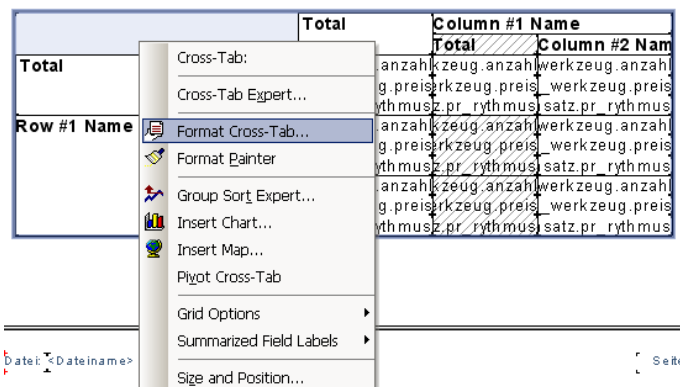 Total Column #1 Name
Total Column #2 Nam
Total anzahl kzeug.anzahl werkzeug.anzahl
g.preis rkzeug.preis _werkzeug.preis
ythmus z.pr_rythmus satz.pr_rythmus
Row #1 Name anzahl kzeug.anzahl werkzeug.anzahl
g.preis rkzeug.preis _werkzeug.preis
ythmus z.pr_rythmus satz.pr_rythmus
anzahl kzeug.anzahl werkzeug.anzahl
g.preis rkzeug.preis _werkzeug.preis
ythmus z.pr_rythmus satz.pr_rythmus
Cross-Tab:
Cross-Tab Expert...
Format Cross-Tab...
Format Painter
Group Sort Expert...
Insert Chart...
Insert Map...
Pivot Cross-Tab
Grid Options
Summarized Field Labels
Size and Position...
Datei: <Dateiname> Seite